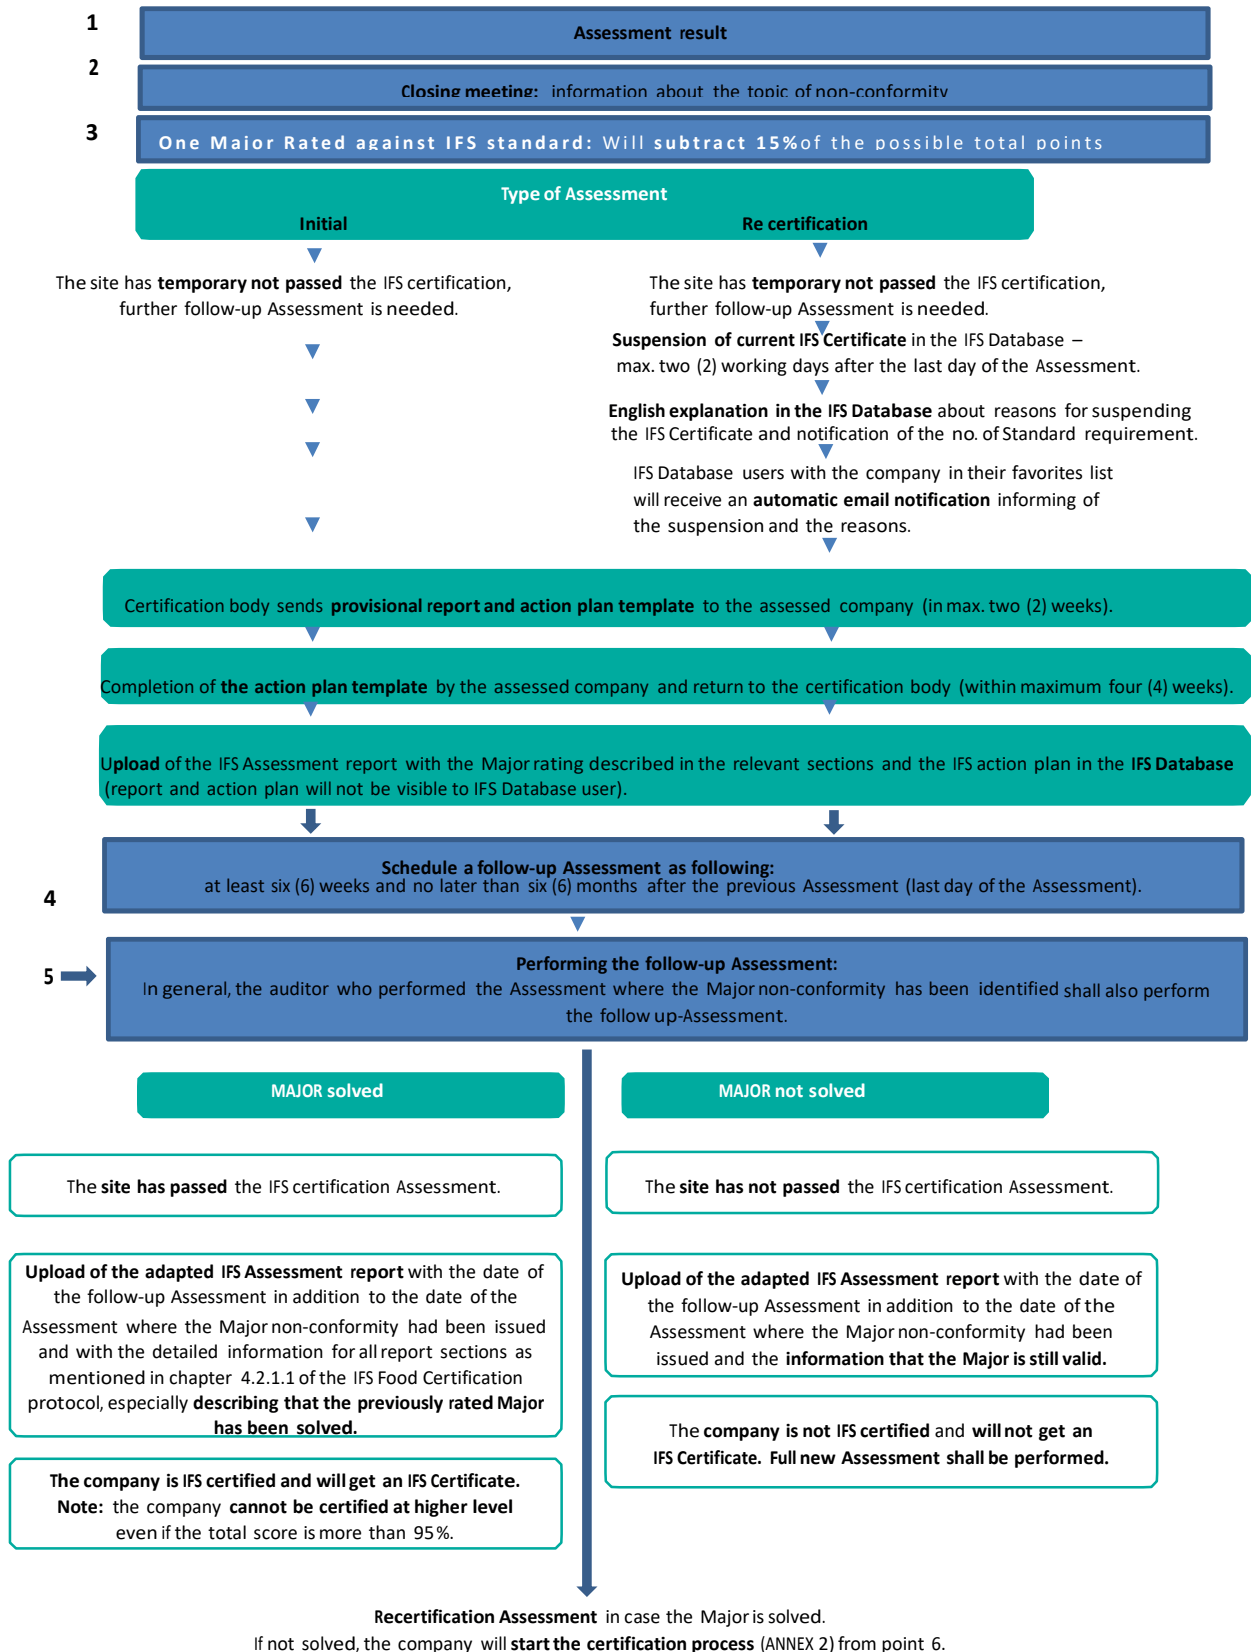 1
Assessment result
2
Closing meeting: information about the topic of non-conformity
3
One Major Rated against IFS standard: Will subtract 15%of the possible total points
Type of Assessment
Initial
Re certification
The site has temporary not passed the IFS certification,
further follow-up Assessment is needed.
The site has temporary not passed the IFS certification,
further follow-up Assessment is needed.
Suspension of current IFS Certificate in the IFS Database –
max. two (2) working days after the last day of the Assessment.
English explanation in the IFS Database about reasons for suspending
the IFS Certificate and notification of the no. of Standard requirement.
IFS Database users with the company in their favorites list
will receive an automatic email notification informing of
the suspension and the reasons.
Certification body sends provisional report and action plan template to the assessed company (in max. two (2) weeks).
Completion of the action plan template by the assessed company and return to the certification body (within maximum four (4) weeks).
Upload of the IFS Assessment report with the Major rating described in the relevant sections and the IFS action plan in the IFS Database
(report and action plan will not be visible to IFS Database user).
Schedule a follow-up Assessment as following:
at least six (6) weeks and no later than six (6) months after the previous Assessment (last day of the Assessment).
4
Performing the follow-up Assessment:
5
In general, the auditor who performed the Assessment where the Major non-conformity has been identified shall also perform
the follow up-Assessment.
MAJOR solved
The site has passed the IFS certification Assessment.
Upload of the adapted IFS Assessment report with the date of
the follow-up Assessment in addition to the date of the
Assessment where the Major non-conformity had been issued
and with the detailed information for all report sections as
mentioned in chapter 4.2.1.1 of the IFS Food Certification
protocol, especially describing that the previously rated Major
has been solved.
The company is IFS certified and will get an IFS Certificate.
Note: the company cannot be certified at higher level
even if the total score is more than 95%.
MAJOR not solved
The site has not passed the IFS certification Assessment.
Upload of the adapted IFS Assessment report with the date of
the follow-up Assessment in addition to the date of the
Assessment where the Major non-conformity had been
issued and the information that the Major is still valid.
The company is not IFS certified and will not get an
IFS Certificate. Full new Assessment shall be performed.
Recertification Assessment in case the Major is solved.
If not solved, the company will start the certification process (ANNEX 2) from point 6.